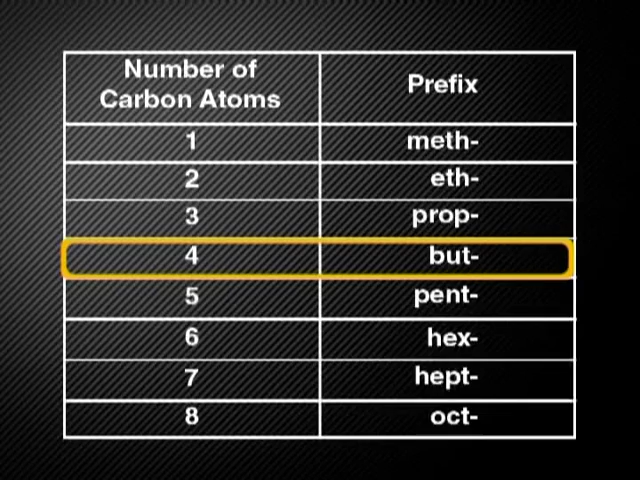 Number of
Carbon Atoms
Prefix
1 meth-
2 eth-
3 prop-
4 but-
5 pent-
6 hex-
7 hept-
8 oct-